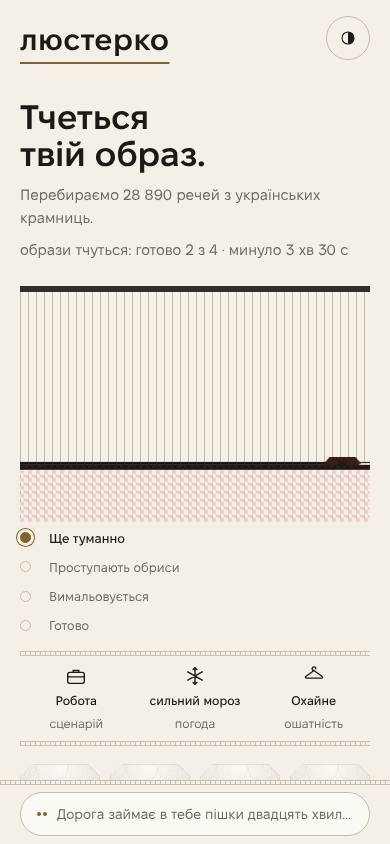 люстерко
Тчеться
твій образ.
Перебираємо 28 890 речей з українських
крамниць.
образи тчуться: готово 2 з 4 · минуло 3 хв 30 с
Ще туманно
Проступають обриси
Вимальовується
Готово
Робота
сценарій
сильний мороз
погода
Охайне
ошатність
Дорога займає в тебе пішки двадцять хвил...